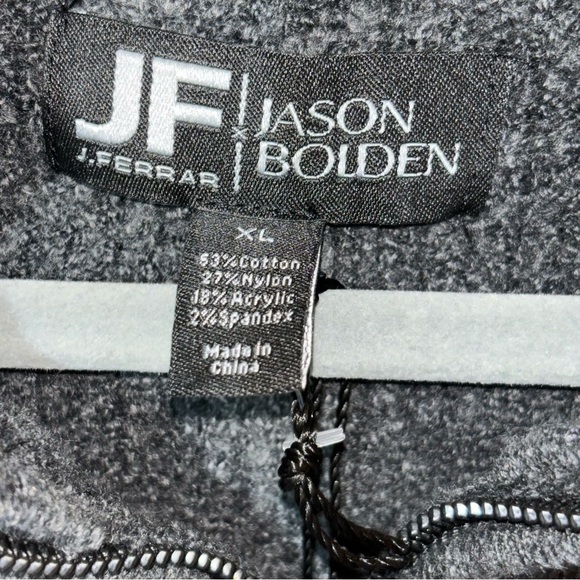 JF
J.FERRAR
x
JASON
BOLDEN
XL
53%Cotton
27%Nylon
18%Acrylic
2%Spandex
Made in
China